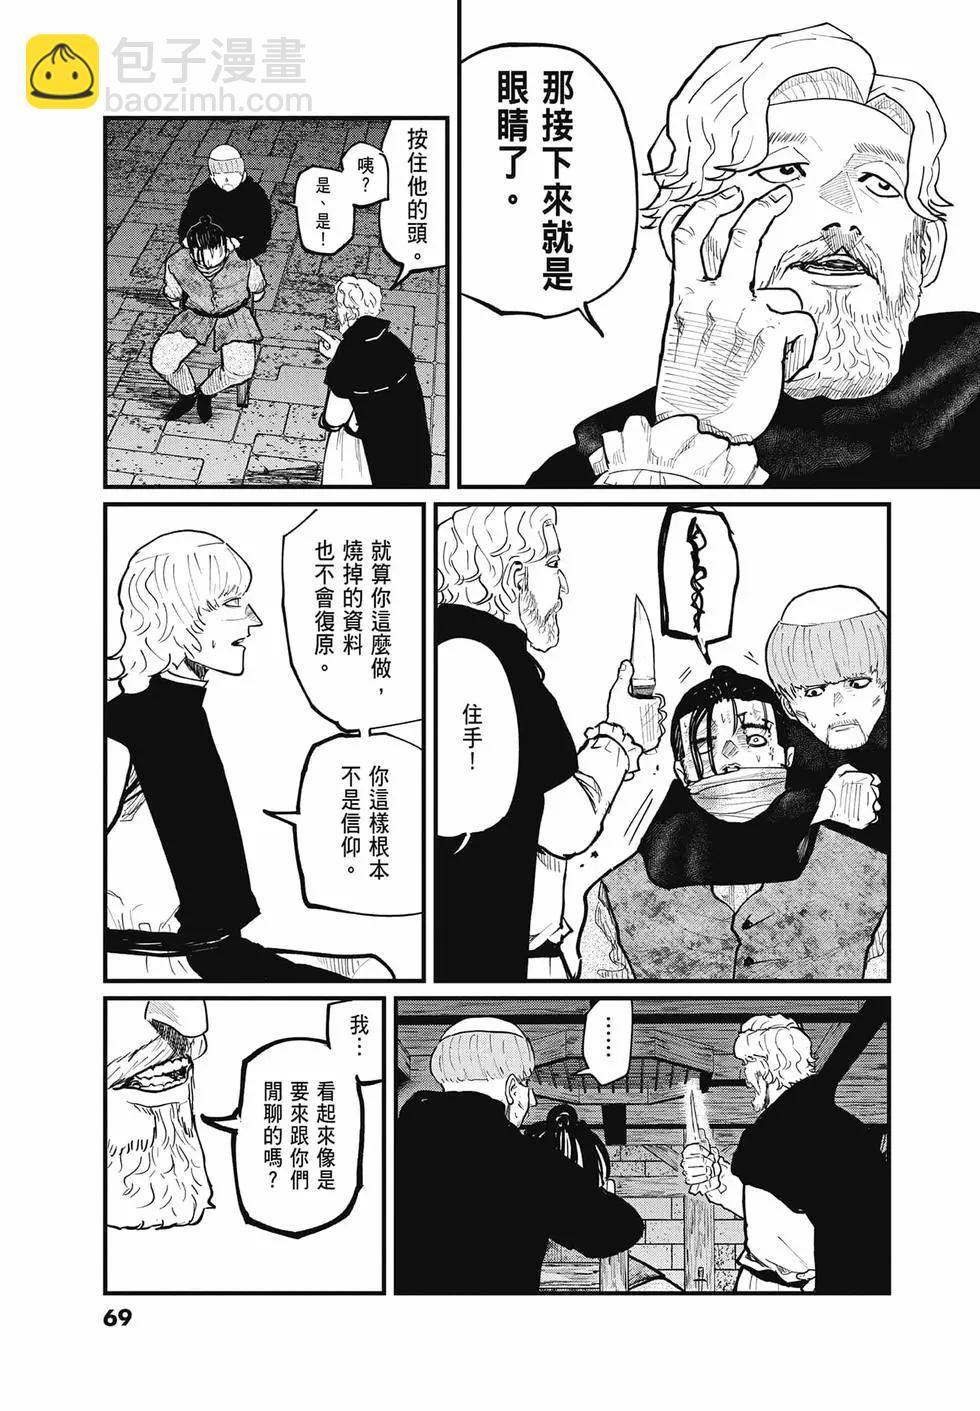 包子漫畫
baozimh.com
那接下來就是
眼睛了。
按住他的頭。
咦？
是、是！
住手！
就算你這麼做，
燒掉的資料
也不會復原。
你這樣根本
不是信仰。
……
我…
看起來像是
要來跟你們
閒聊的嗎？
69